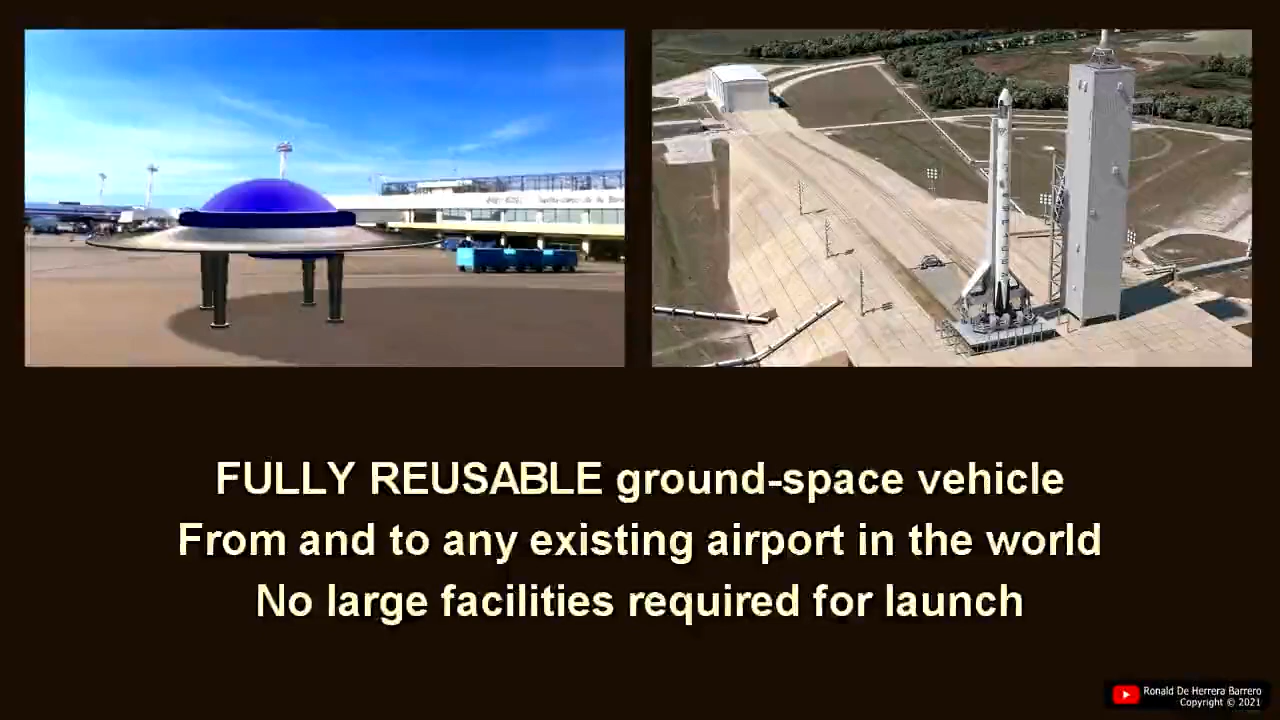 FULLY REUSABLE ground-space vehicle
From and to any existing airport in the world
No large facilities required for launch
Ronald De Herrera Barrero
Copyright © 2021